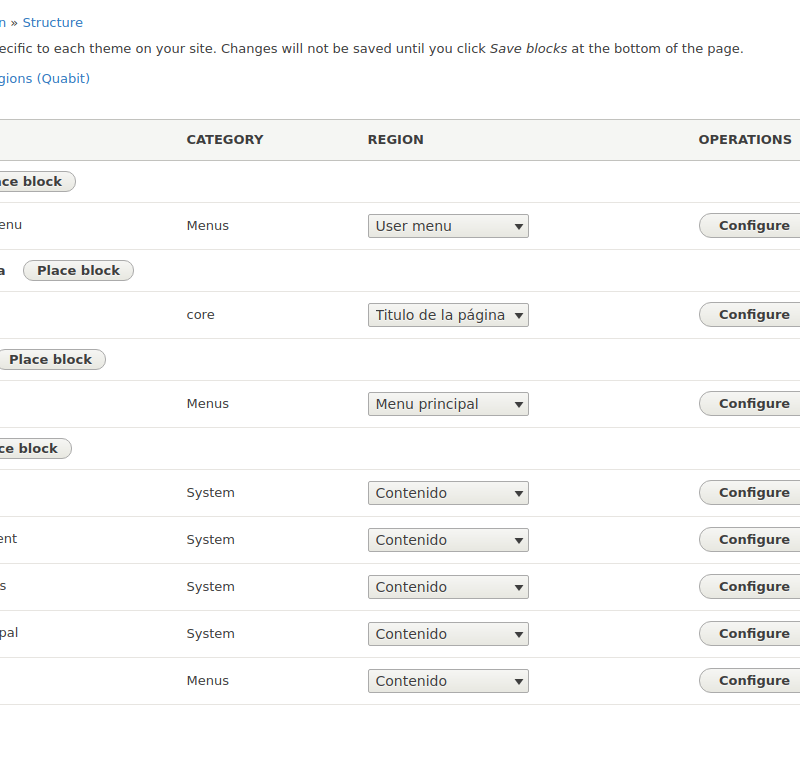 n » Structure
ecific to each theme on your site. Changes will not be saved until you click Save blocks at the bottom of the page.
gions (Quabit)
CATEGORY REGION OPERATIONS
ace block
enu Menus User menu Configure
a Place block
core Titulo de la página Configure
Place block
Menus Menu principal Configure
ce block
System Contenido Configure
ent System Contenido Configure
s System Contenido Configure
pal System Contenido Configure
Menus Contenido Configure